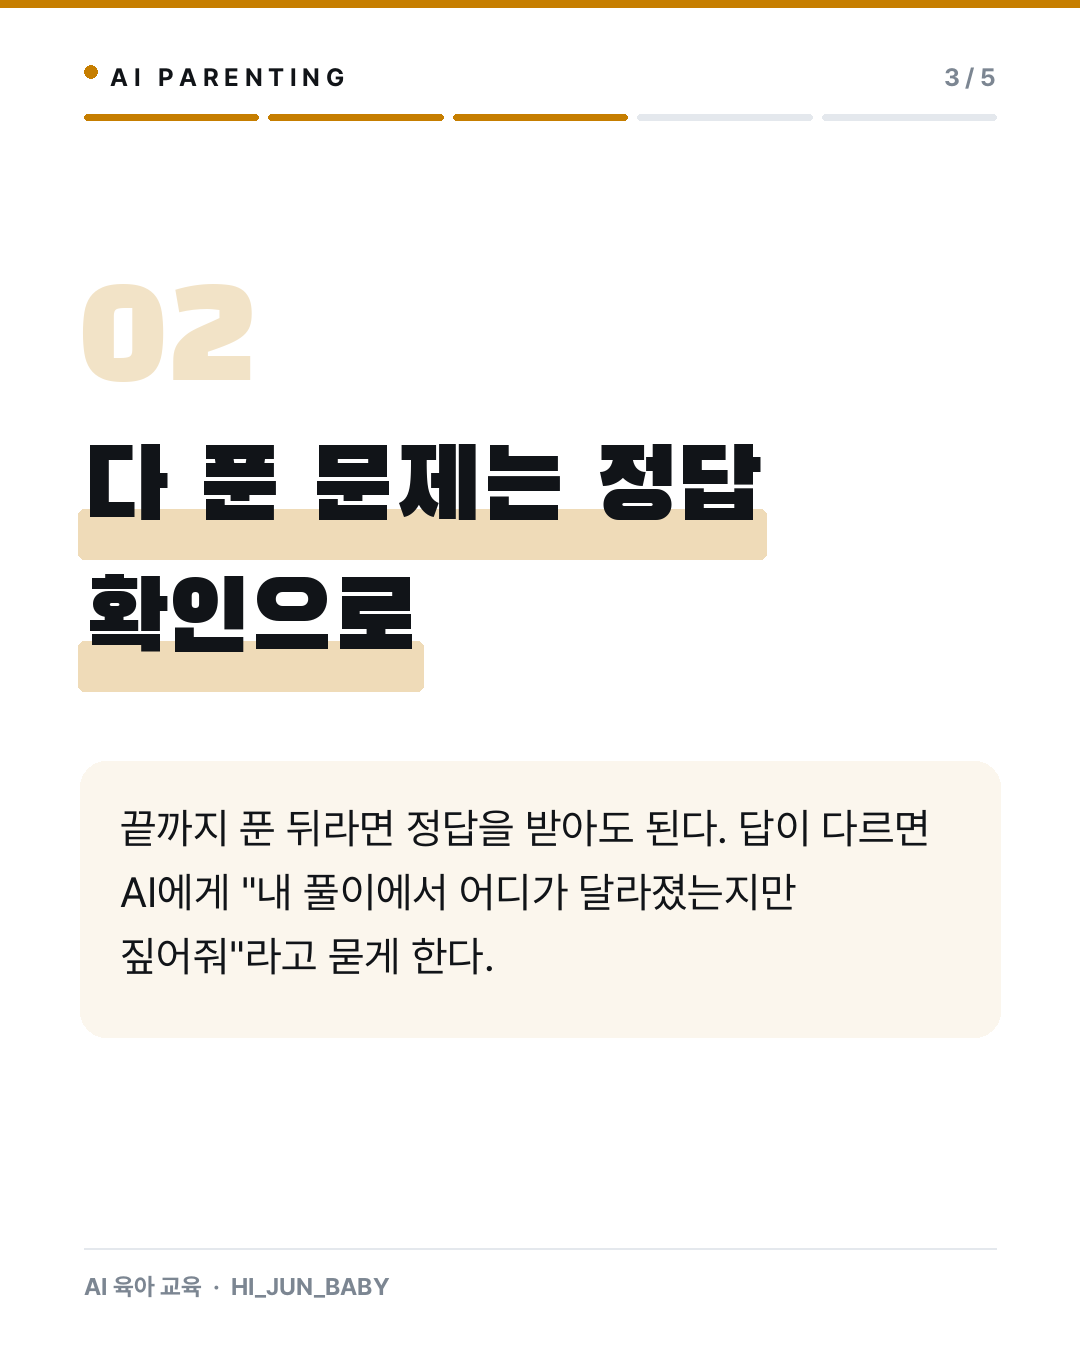 AI PARENTING
3 / 5
02
다 푼 문제는 정답
확인으로
끝까지 푼 뒤라면 정답을 받아도 된다. 답이 다르면
AI에게 "내 풀이에서 어디가 달라졌는지만
짚어줘"라고 묻게 한다.
AI 육아 교육 · HI_JUN_BABY